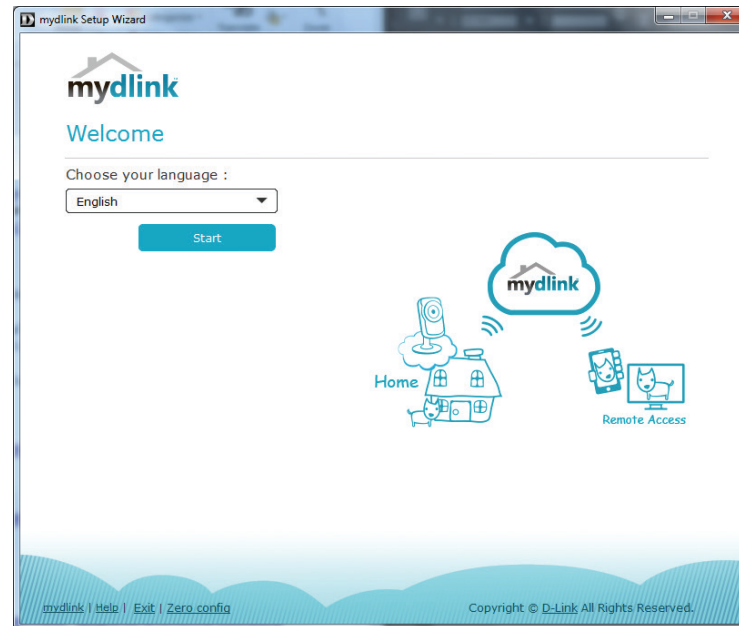 mydlink Setup Wizard
mydlink
Welcome
Choose your language :
English
Start
mydlink
Home
Remote Access
mydlink | Help | Exit | Zero config
Copyright © D-Link All Rights Reserved.